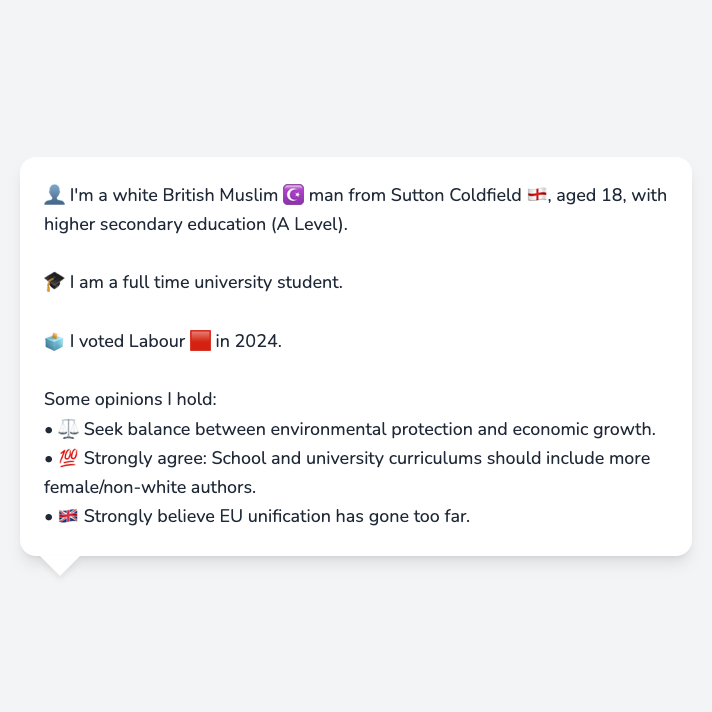 👤 I'm a white British Muslim ☪️ man from Sutton Coldfield 🏴󠁧󠁢󠁥󠁮󠁧󠁿, aged 18, with
higher secondary education (A Level).
🎓 I am a full time university student.
🗳️ I voted Labour 🟥 in 2024.
Some opinions I hold:
• ⚖️ Seek balance between environmental protection and economic growth.
• 💯 Strongly agree: School and university curriculums should include more
female/non-white authors.
• 🇬🇧 Strongly believe EU unification has gone too far.